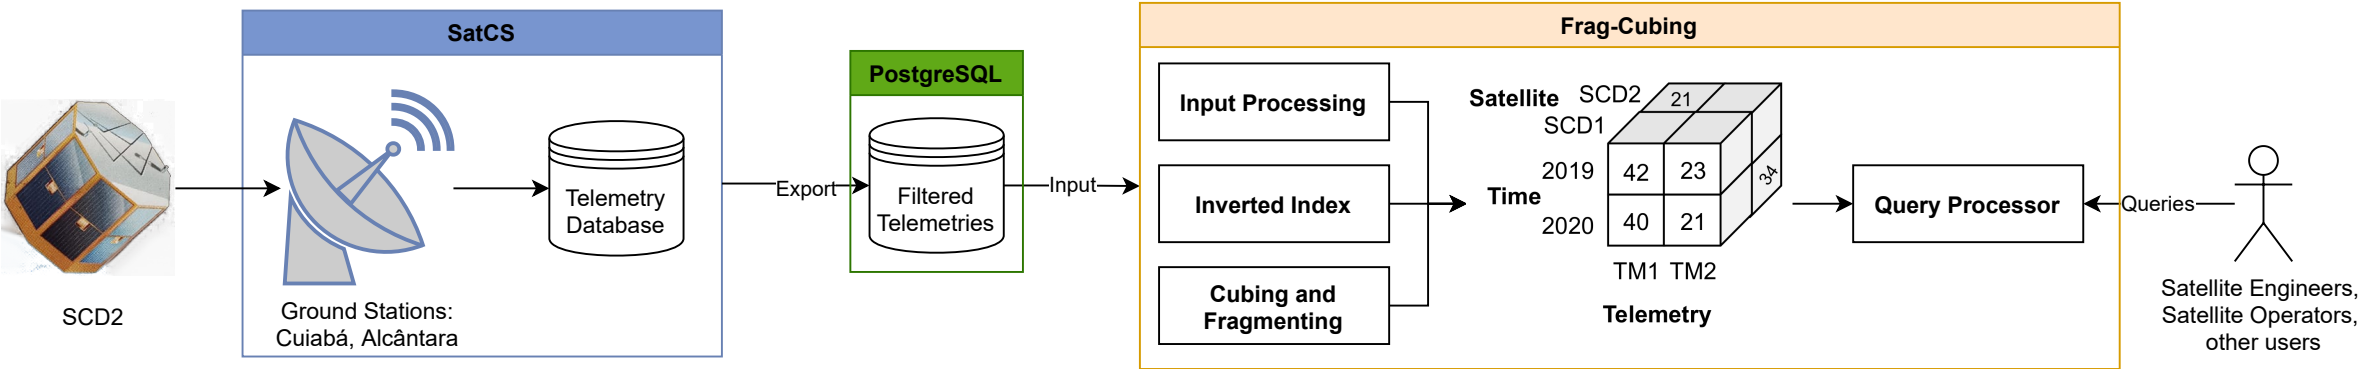 SCD2
SatCS
Ground Stations:
Cuiabá, Alcântara
Telemetry
Database
Export
PostgreSQL
Filtered
Telemetries
Input
Frag-Cubing
Input Processing
Inverted Index
Cubing and
Fragmenting
Satellite
SCD2
SCD1
21
Time
2019
2020
42
23
40
21
34
TM1
TM2
Telemetry
Query Processor
Queries
Satellite Engineers,
Satellite Operators,
other users